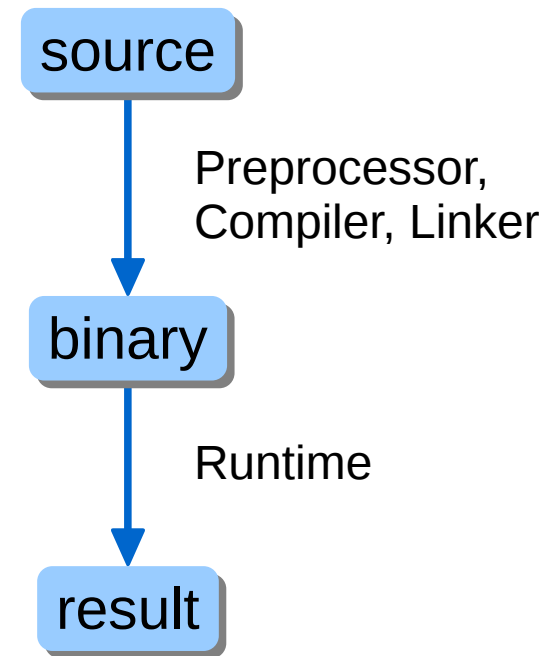 source
Preprocessor,
Compiler, Linker
binary
Runtime
result